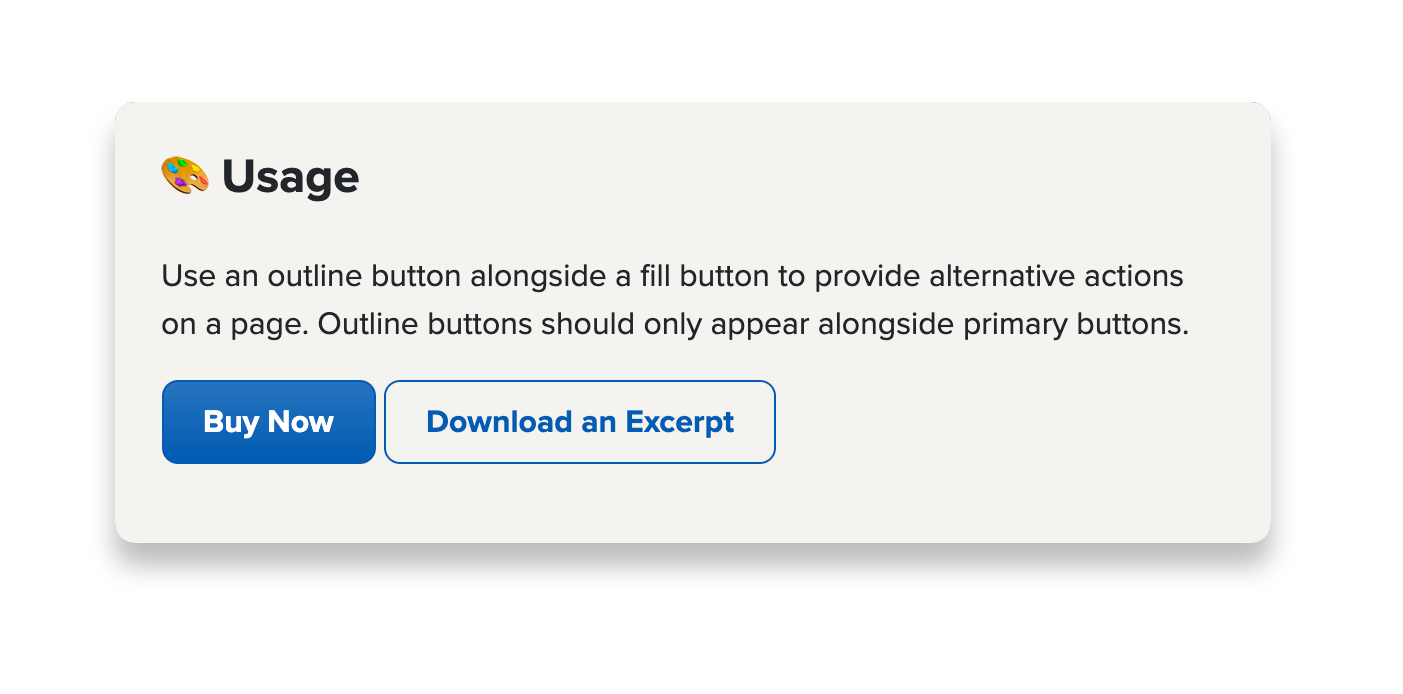 Usage
Use an outline button alongside a fill button to provide alternative actions
on a page. Outline buttons should only appear alongside primary buttons.
Buy Now
Download an Excerpt